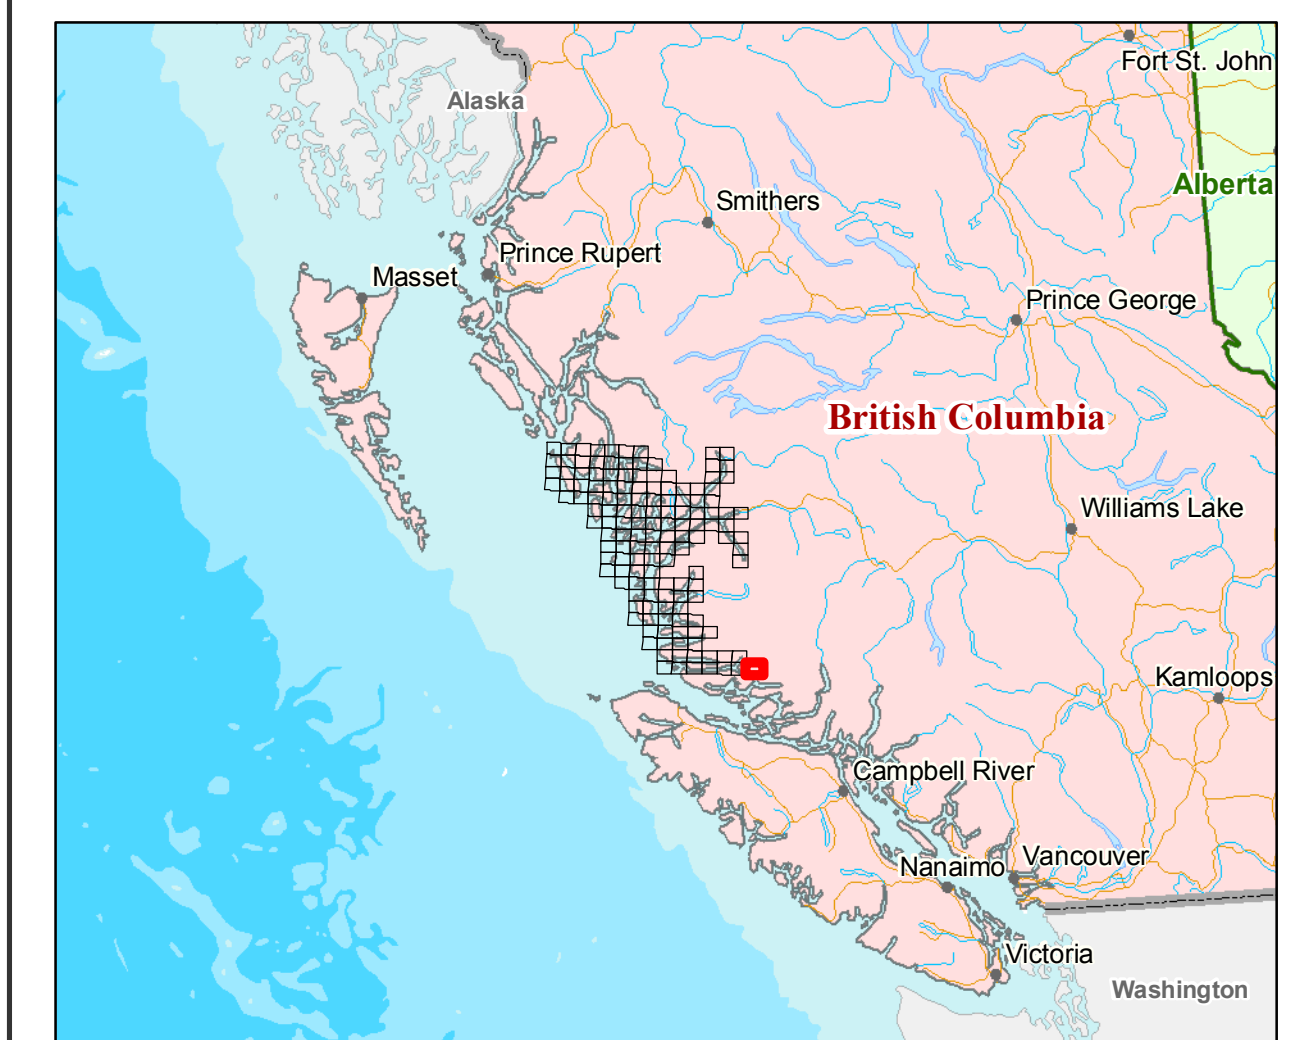 Fort St. John
Alaska
Alberta
Smithers
Prince Rupert
Masset
Prince George
British Columbia
Williams Lake
-
Kamloops
Campbell River
Vancouver
Nanaimo
Victoria
Washington